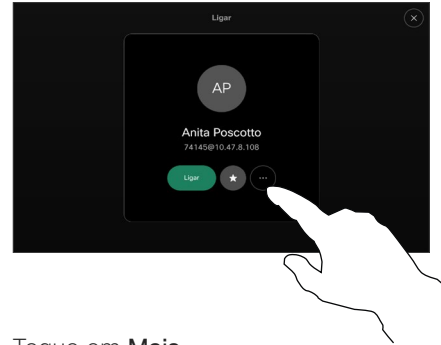 Ligar
AP
Anita Poscotto
74145@10.47.8.108
Ligar
Toque em Mais